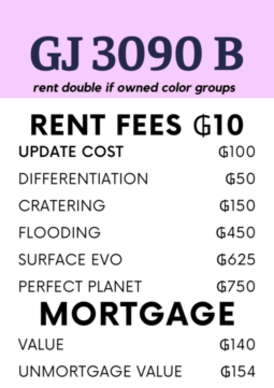 GJ 3090 B
rent double if owned color groups
RENT FEES ₲10
UPDATE COST ₲100
DIFFERENTIATION ₲50
CRATERING ₲150
FLOODING ₲450
SURFACE EVO ₲625
PERFECT PLANET ₲750
MORTGAGE
VALUE ₲140
UNMORTGAGE VALUE ₲154